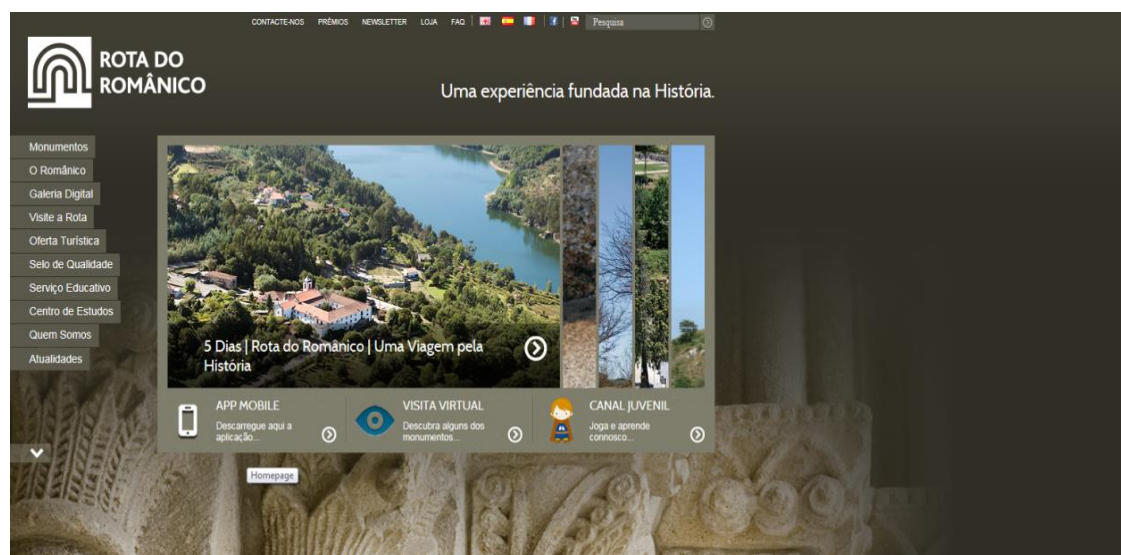 CONTACTE-NOS PRÉMIOS NEWSLETTER LOJA FAQ Pesquisa
ROTA DO
ROMÂNICO
Uma experiência fundada na História.
Monumentos
O Românico
Galeria Digital
Visite a Rota
Oferta Turística
Selo de Qualidade
Serviço Educativo
Centro de Estudos
Quem Somos
Atualidades
5 Dias | Rota do Românico | Uma Viagem pela
História
APP MOBILE
Descarregue aqui a
aplicação...
VISITA VIRTUAL
Descubra alguns dos
monumentos...
CANAL JUVENIL
Joga e aprende
connosco...
Homepage